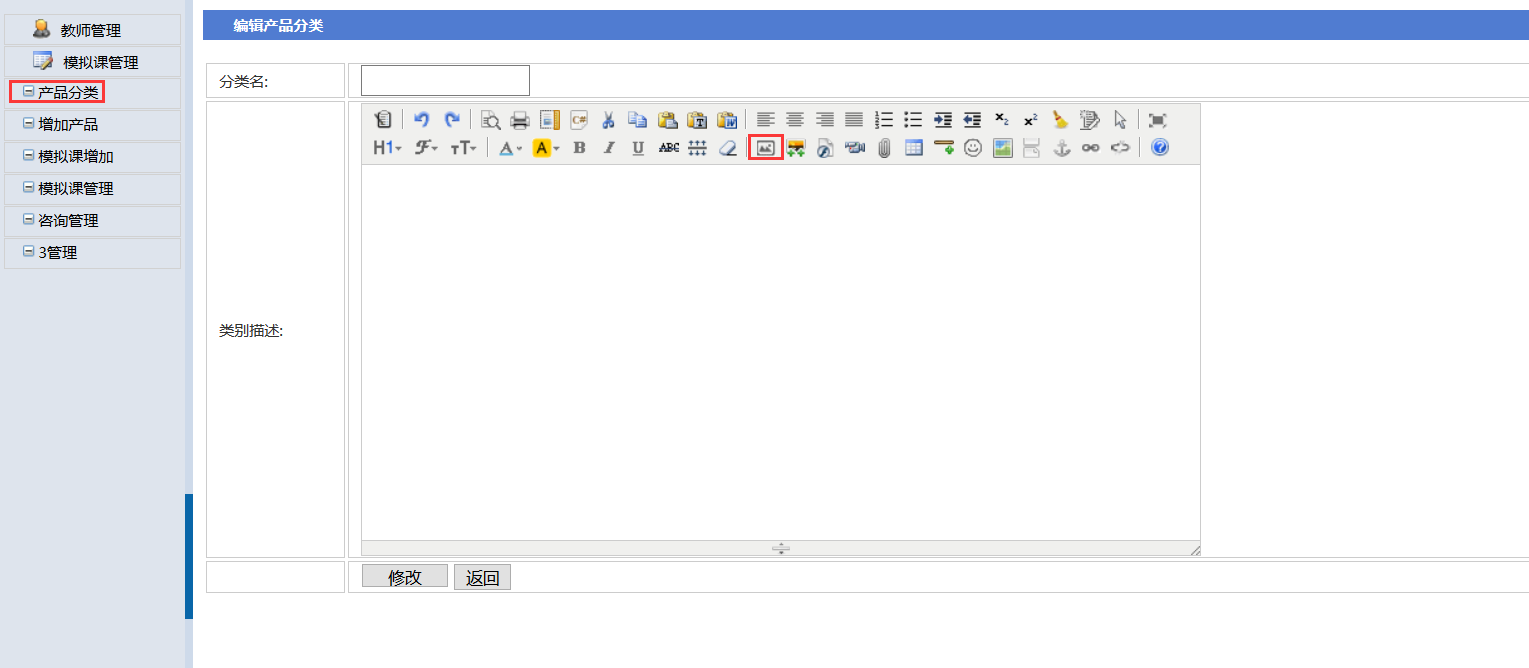 教师管理
模拟课管理
产品分类
增加产品
模拟课增加
模拟课管理
咨询管理
3管理
编辑产品分类
分类名:
类别描述:
H1 F TT A A B I U ABC
修改 返回